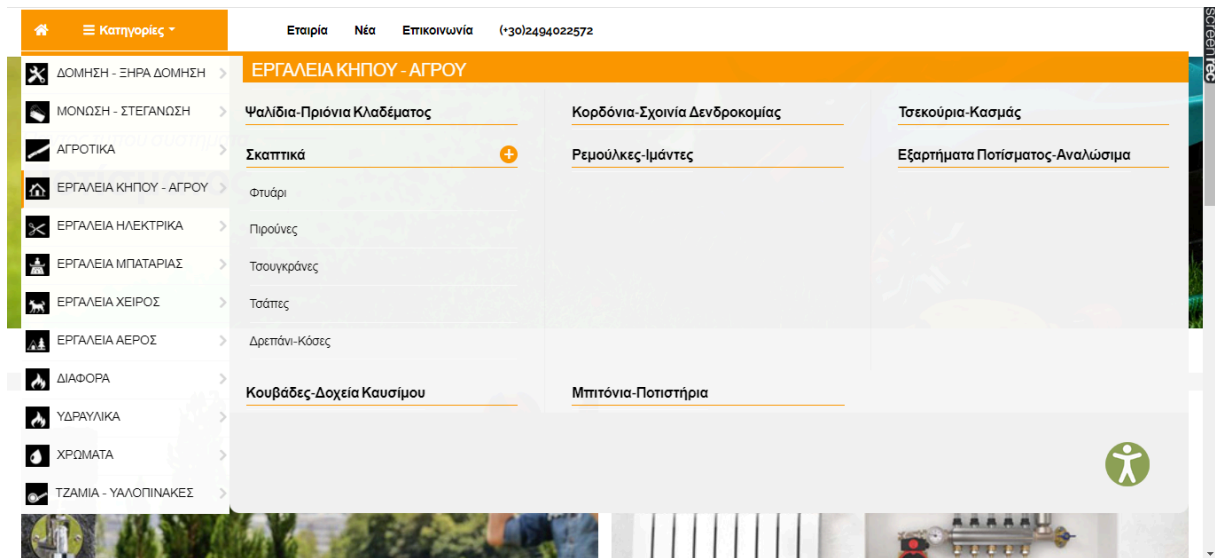 Κατηγορίες
Εταιρία Νέα Επικοινωνία (+30)2494022572
ΔΟΜΗΣΗ - ΞΗΡΑ ΔΟΜΗΣΗ
ΜΟΝΩΣΗ - ΣΤΕΓΑΝΩΣΗ
ΑΓΡΟΤΙΚΑ
ΕΡΓΑΛΕΙΑ ΚΗΠΟΥ - ΑΓΡΟΥ
ΕΡΓΑΛΕΙΑ ΗΛΕΚΤΡΙΚΑ
ΕΡΓΑΛΕΙΑ ΜΠΑΤΑΡΙΑΣ
ΕΡΓΑΛΕΙΑ ΧΕΙΡΟΣ
ΕΡΓΑΛΕΙΑ ΑΕΡΟΣ
ΔΙΑΦΟΡΑ
ΥΔΡΑΥΛΙΚΑ
ΧΡΩΜΑΤΑ
ΤΖΑΜΙΑ - ΥΑΛΟΠΙΝΑΚΕΣ
ΕΡΓΑΛΕΙΑ ΚΗΠΟΥ - ΑΓΡΟΥ
Ψαλίδια-Πριόνια Κλαδέματος
Κορδόνια-Σχοινία Δενδροκομίας
Τσεκούρια-Κασμάς
Σκαπτικά
Φτυάρι
Πιρούνες
Τσουγκράνες
Τσάπες
Δρεπάνι-Κόσες
Ρεμούλκες-Ιμάντες
Εξαρτήματα Ποτίσματος-Αναλώσιμα
Κουβάδες-Δοχεία Καυσίμου
Μπιτόνια-Ποτιστήρια
screenrec